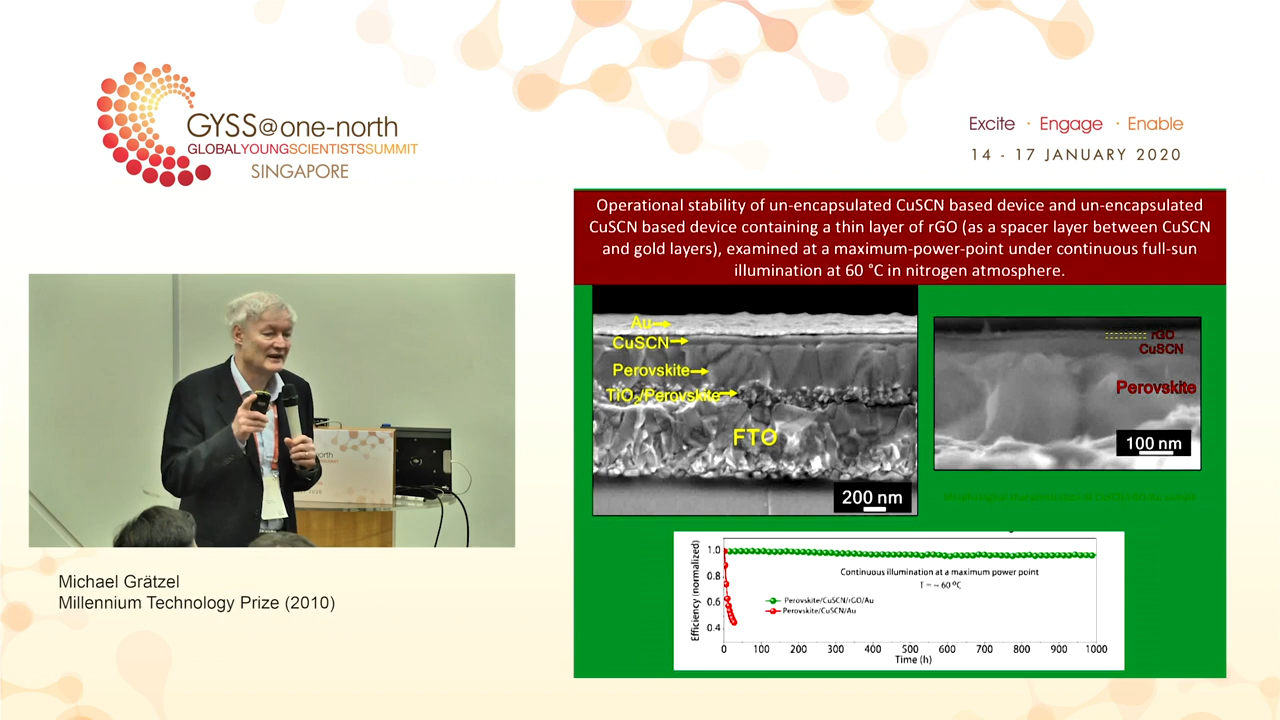 GYSS@one-north
GLOBALYOUNGSCIENTISTSSUMMIT
SINGAPORE
Excite · Engage · Enable
14 - 17 JANUARY 2020
Operational stability of un-encapsulated CuSCN based device and un-encapsulated
CuSCN based device containing a thin layer of rGO (as a spacer layer between CuSCN
and gold layers), examined at a maximum-power-point under continuous full-sun
illumination at 60 °C in nitrogen atmosphere.
Au
CuSCN
Perovskite
TiO2/Perovskite
FTO
200 nm
rGO
CuSCN
Perovskite
100 nm
Efficiency (normalized)
1.0
0.8
0.6
0.4
Continuous illumination at a maximum power point
T = ~ 60 °C
Perovskite/CuSCN/rGO/Au
Perovskite/CuSCN/Au
0 100 200 300 400 500 600 700 800 900 1000
Time (h)
Michael Grätzel
Millennium Technology Prize (2010)